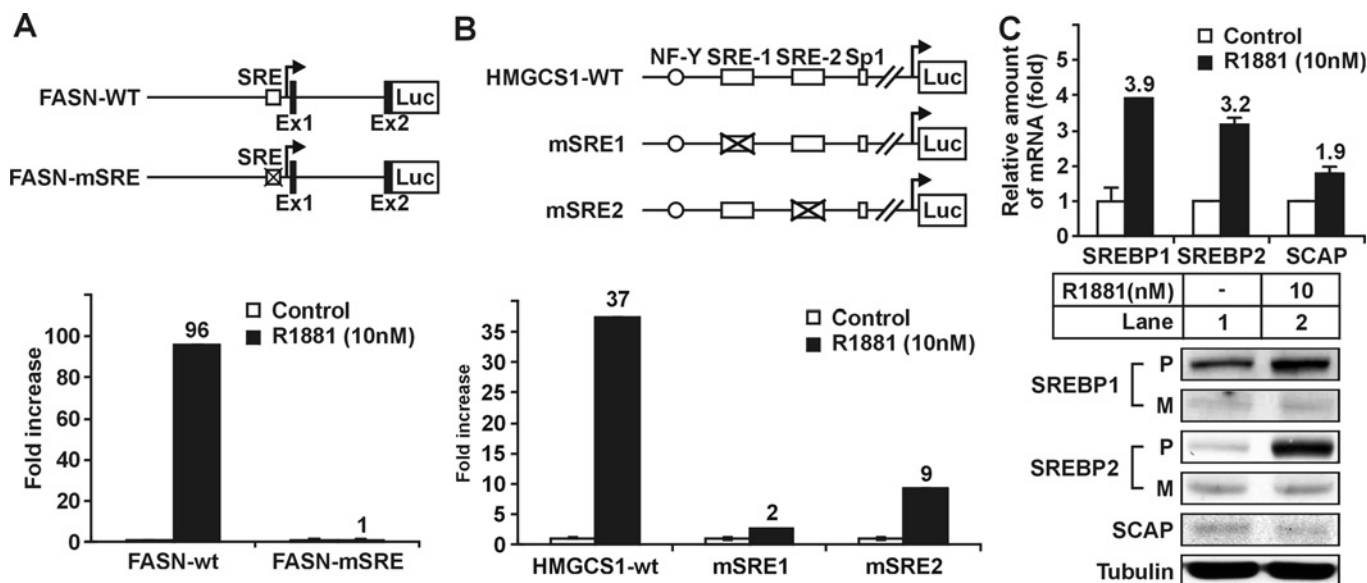 A
SRE
FASN-WT
Luc
Ex1
Ex2
SRE
FASN-mSRE
Luc
Ex1
Ex2
Control
R1881 (10nM)
Fold increase
100
80
60
40
20
0
96
1
FASN-wt
FASN-mSRE
B
NF-Y SRE-1 SRE-2 Sp1
HMGCS1-WT
Luc
mSRE1
Luc
mSRE2
Luc
Control
R1881 (10nM)
Fold increase
35
30
25
20
15
10
5
0
37
2
9
HMGCS1-wt
mSRE1
mSRE2
C
Control
R1881 (10nM)
Relative amount
of mRNA (fold)
6
5
4
2
1
0
3.9
3.2
1.9
SREBP1
SREBP2
SCAP
R1881(nM) - 10
Lane 1 2
SREBP1
P
M
SREBP2
P
M
SCAP
Tubulin